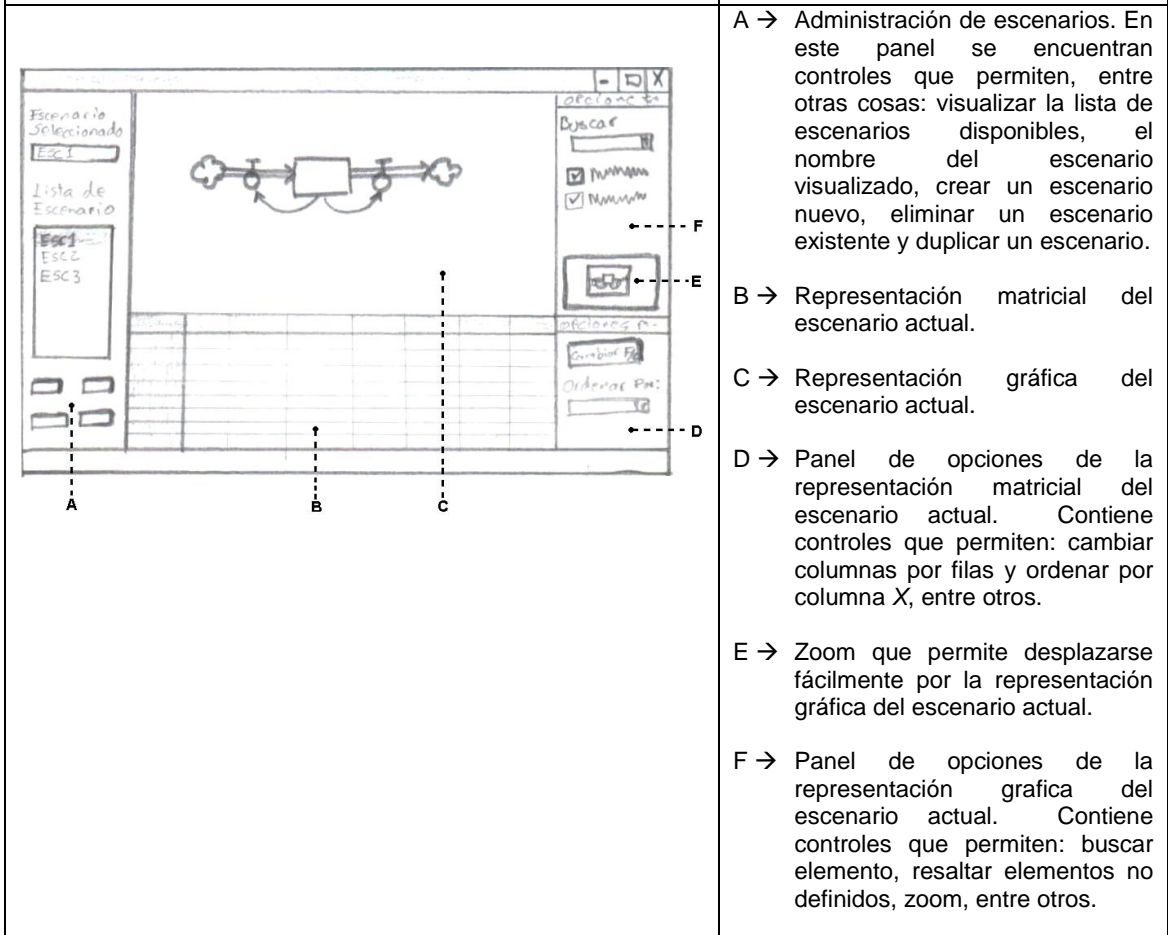 Escenario
Seleccionado
ESC1
Lista de
Escenario
ESC1
ESC2
ESC3
- X
Buscar
F
E
Ordenar Por:
D
A B C
A → Administración de escenarios. En
este panel se encuentran
controles que permiten, entre
otras cosas: visualizar la lista de
escenarios disponibles, el
nombre del escenario
visualizado, crear un escenario
nuevo, eliminar un escenario
existente y duplicar un escenario.
B → Representación matricial del
escenario actual.
C → Representación gráfica del
escenario actual.
D → Panel de opciones de la
representación matricial del
escenario actual. Contiene
controles que permiten: cambiar
columnas por filas y ordenar por
columna X, entre otros.
E → Zoom que permite desplazarse
fácilmente por la representación
gráfica del escenario actual.
F → Panel de opciones de la
representación grafica del
escenario actual. Contiene
controles que permiten: buscar
elemento, resaltar elementos no
definidos, zoom, entre otros.